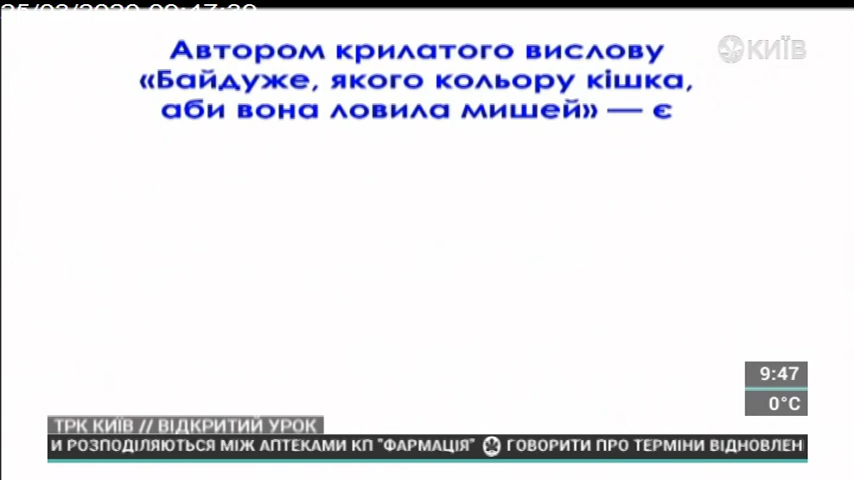 Автором крилатого вислову
«Байдуже, якого кольору кішка,
аби вона ловила мишей» — є
КИЇВ
9:47
0°C
ТРК КИЇВ // ВІДКРИТИЙ УРОК
И РОЗПОДІЛЯЮТЬСЯ МІЖ АПТЕКАМИ КП "ФАРМАЦІЯ" ГОВОРИТИ ПРО ТЕРМІНИ ВІДНОВЛЕН